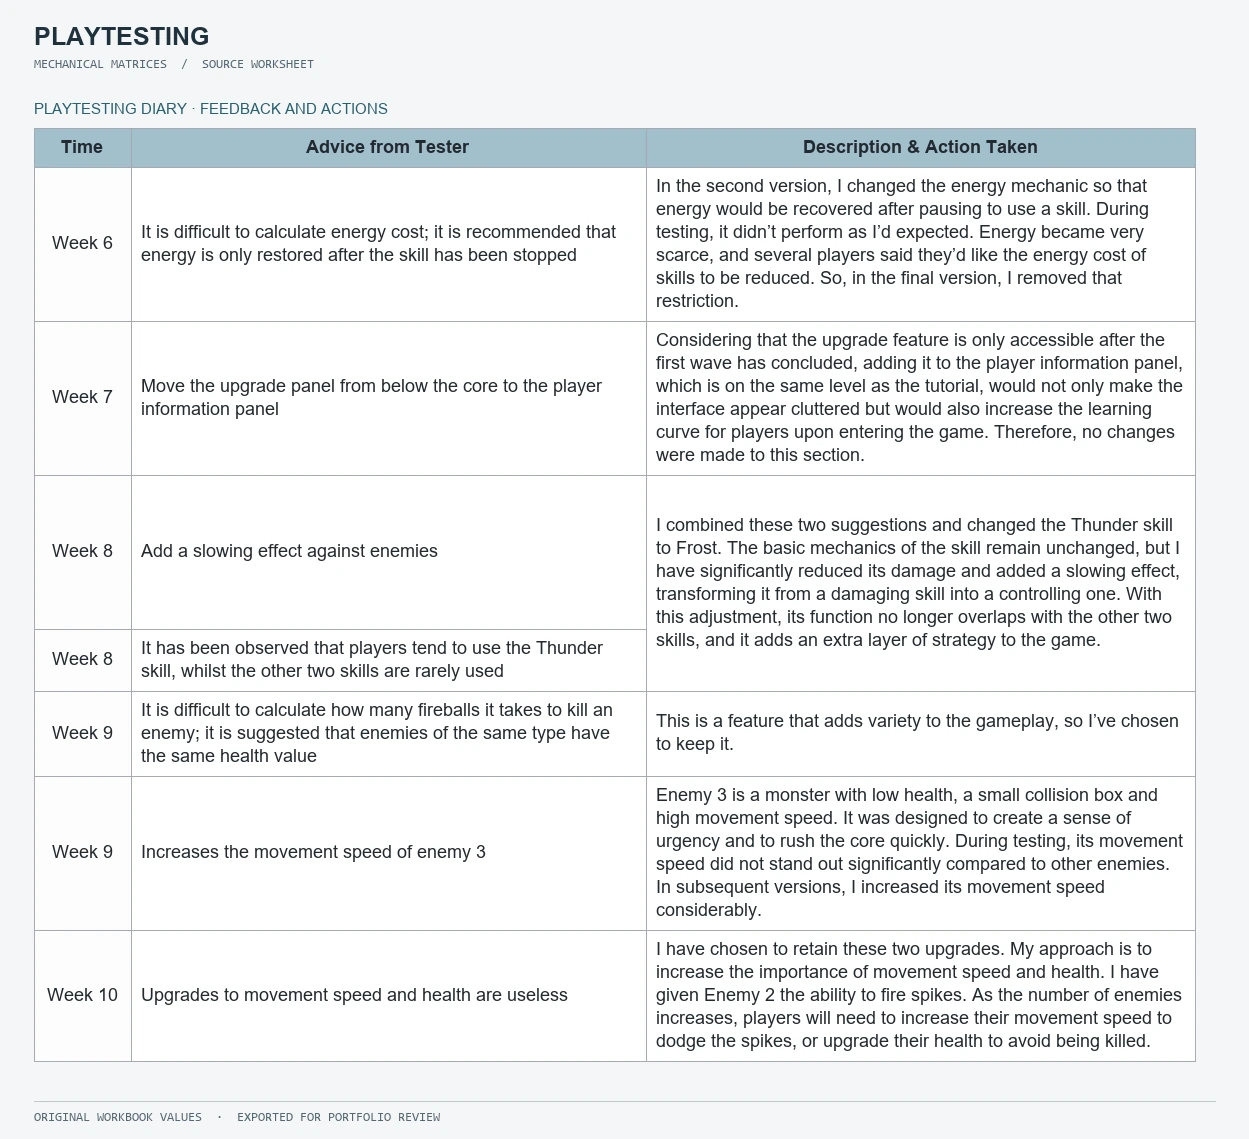 PLAYTESTING
MECHANICAL MATRICES / SOURCE WORKSHEET
PLAYTESTING DIARY · FEEDBACK AND ACTIONS
Time
Advice from Tester
Description & Action Taken
Week 6
It is difficult to calculate energy cost; it is recommended that
energy is only restored after the skill has been stopped
In the second version, I changed the energy mechanic so that
energy would be recovered after pausing to use a skill. During
testing, it didn’t perform as I’d expected. Energy became very
scarce, and several players said they’d like the energy cost of
skills to be reduced. So, in the final version, I removed that
restriction.
Week 7
Move the upgrade panel from below the core to the player
information panel
Considering that the upgrade feature is only accessible after the
first wave has concluded, adding it to the player information panel,
which is on the same level as the tutorial, would not only make the
interface appear cluttered but would also increase the learning
curve for players upon entering the game. Therefore, no changes
were made to this section.
Week 8
Add a slowing effect against enemies
I combined these two suggestions and changed the Thunder skill
to Frost. The basic mechanics of the skill remain unchanged, but I
have significantly reduced its damage and added a slowing effect,
transforming it from a damaging skill into a controlling one. With
this adjustment, its function no longer overlaps with the other two
skills, and it adds an extra layer of strategy to the game.
Week 8
It has been observed that players tend to use the Thunder
skill, whilst the other two skills are rarely used
Week 9
It is difficult to calculate how many fireballs it takes to kill an
enemy; it is suggested that enemies of the same type have
the same health value
This is a feature that adds variety to the gameplay, so I’ve chosen
to keep it.
Week 9
Increases the movement speed of enemy 3
Enemy 3 is a monster with low health, a small collision box and
high movement speed. It was designed to create a sense of
urgency and to rush the core quickly. During testing, its movement
speed did not stand out significantly compared to other enemies.
In subsequent versions, I increased its movement speed
considerably.
Week 10
Upgrades to movement speed and health are useless
I have chosen to retain these two upgrades. My approach is to
increase the importance of movement speed and health. I have
given Enemy 2 the ability to fire spikes. As the number of enemies
increases, players will need to increase their movement speed to
dodge the spikes, or upgrade their health to avoid being killed.
ORIGINAL WORKBOOK VALUES · EXPORTED FOR PORTFOLIO REVIEW